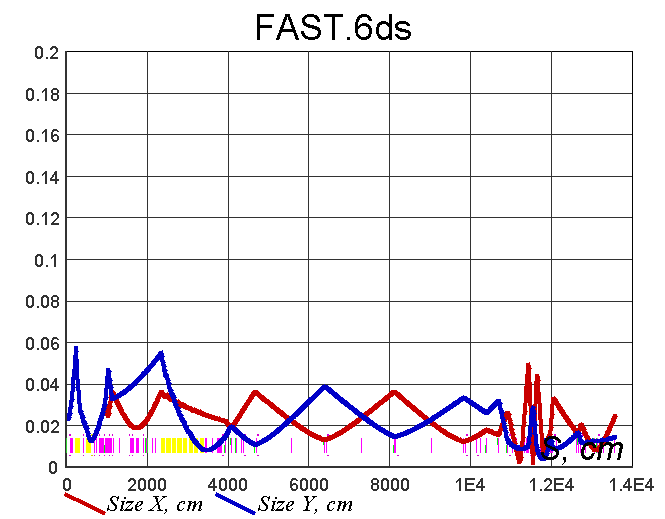 FAST.6ds
0.2
0.18
0.16
0.14
0.12
0.1
0.08
0.06
0.04
0.02
0
S, cm
0 2000 4000 6000 8000 1E4 1.2E4 1.4E4
Size X, cm Size Y, cm